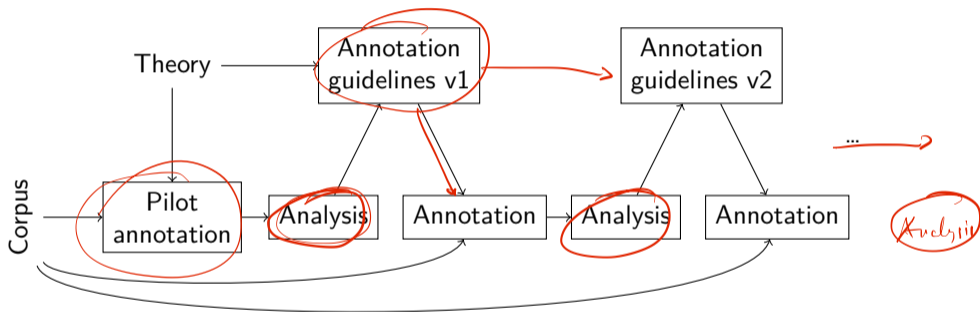 Theory
Annotation
guidelines v1
Annotation
guidelines v2
...
Corpus
Pilot
annotation
Analysis
Annotation
Analysis
Annotation
Analysis